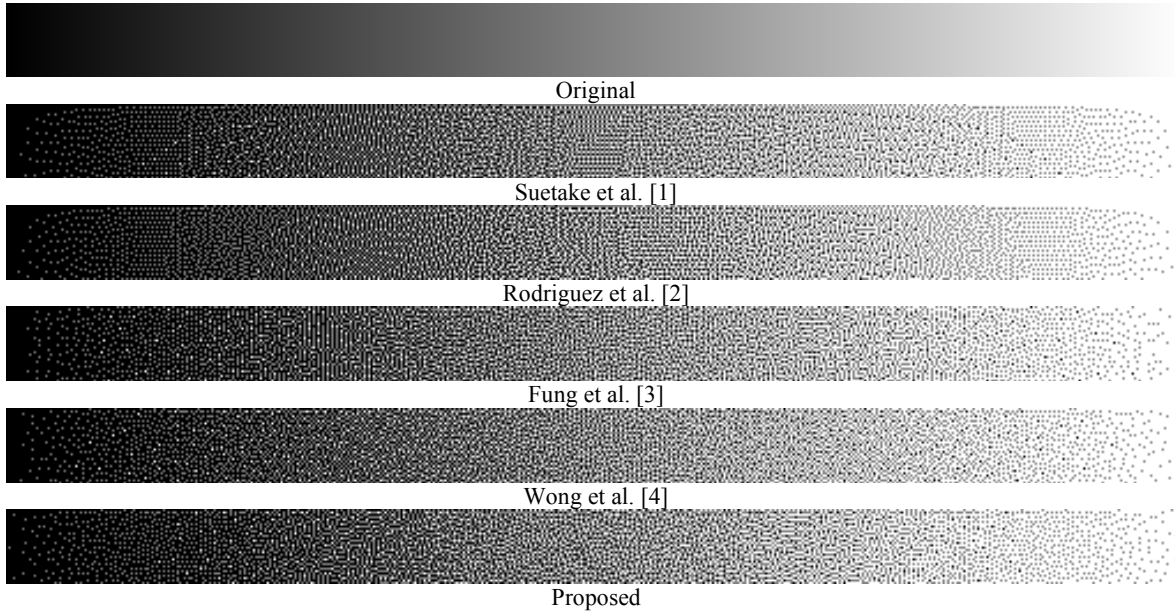 Original
Suetake et al. [1]
Rodriguez et al. [2]
Fung et al. [3]
Wong et al. [4]
Proposed